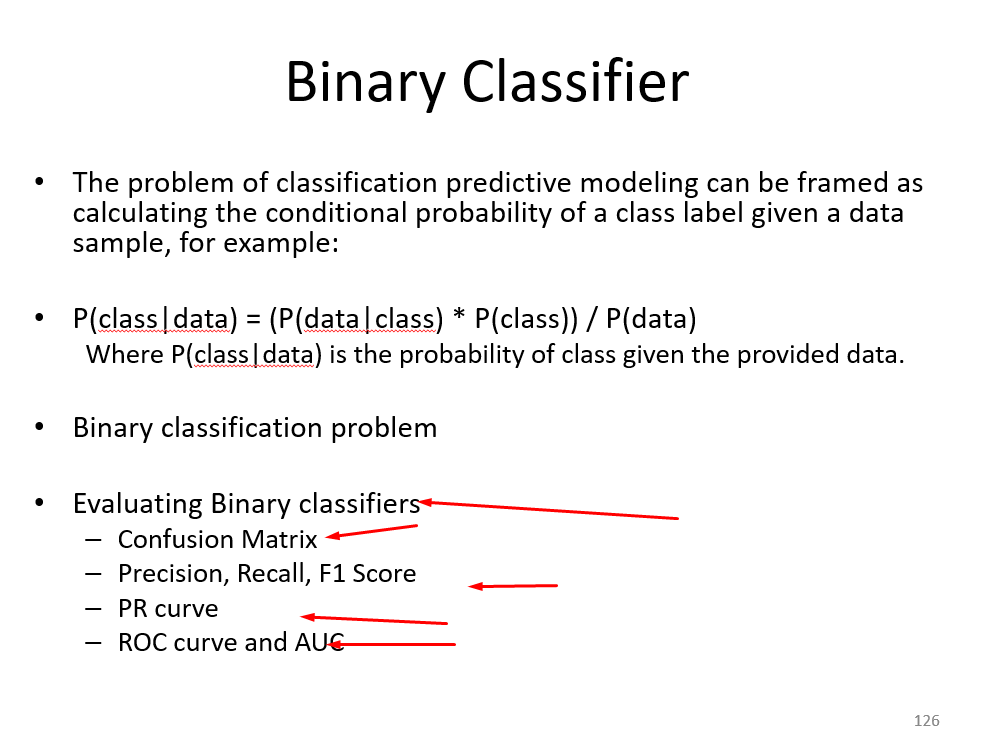 Binary Classifier
• The problem of classification predictive modeling can be framed as
calculating the conditional probability of a class label given a data
sample, for example:
• P(class|data) = (P(data|class) * P(class)) / P(data)
Where P(class|data) is the probability of class given the provided data.
• Binary classification problem
• Evaluating Binary classifiers
– Confusion Matrix
– Precision, Recall, F1 Score
– PR curve
– ROC curve and AUC
126